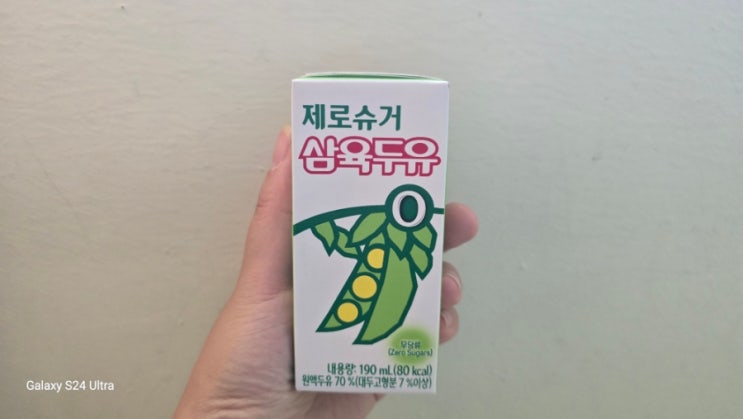 제로슈거
삼육두유
0
무당류
(Zero Sugars)
내용량: 190 mL (80 kcal)
원액두유 70 % (대두고형분 7 %이상)
Galaxy S24 Ultra